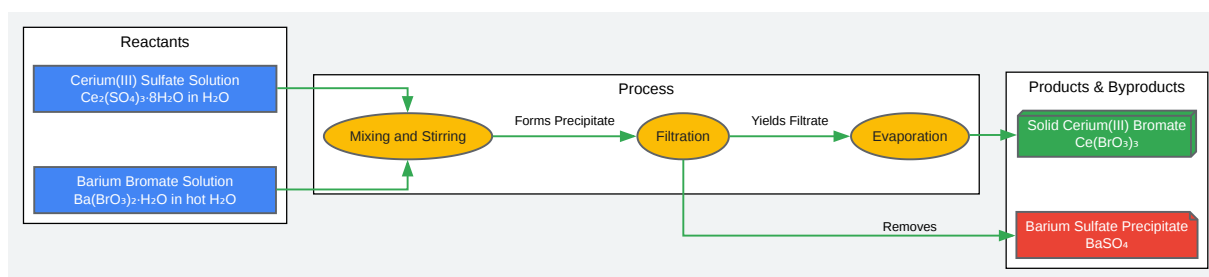 Reactants
Cerium(III) Sulfate Solution
Ce₂(SO₄)₃·8H₂O in H₂O
Barium Bromate Solution
Ba(BrO₃)₂·H₂O in hot H₂O
Process
Mixing and Stirring
Forms Precipitate
Filtration
Yields Filtrate
Evaporation
Removes
Products & Byproducts
Solid Cerium(III) Bromate
Ce(BrO₃)₃
Barium Sulfate Precipitate
BaSO₄